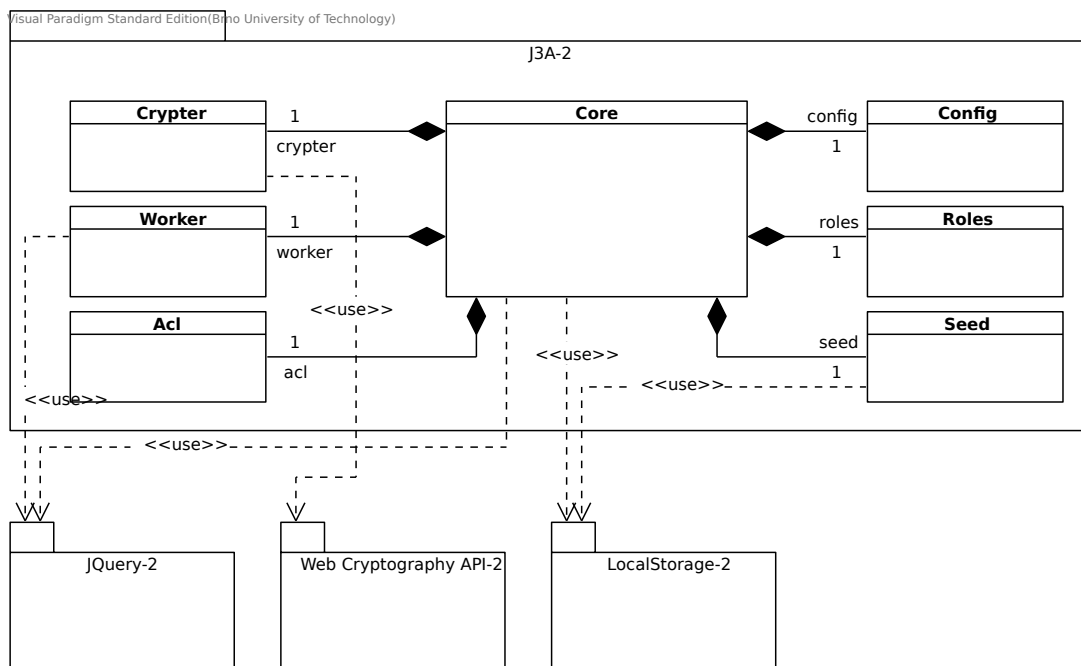 Visual Paradigm Standard Edition(Brno University of Technology)
J3A-2
Crypter
1
crypter
Core
config
1
Config
Worker
1
worker
roles
1
Roles
<<use>>
Acl
1
acl
<<use>>
seed
1
Seed
<<use>>
<<use>>
<<use>>
JQuery-2
Web Cryptography API-2
LocalStorage-2